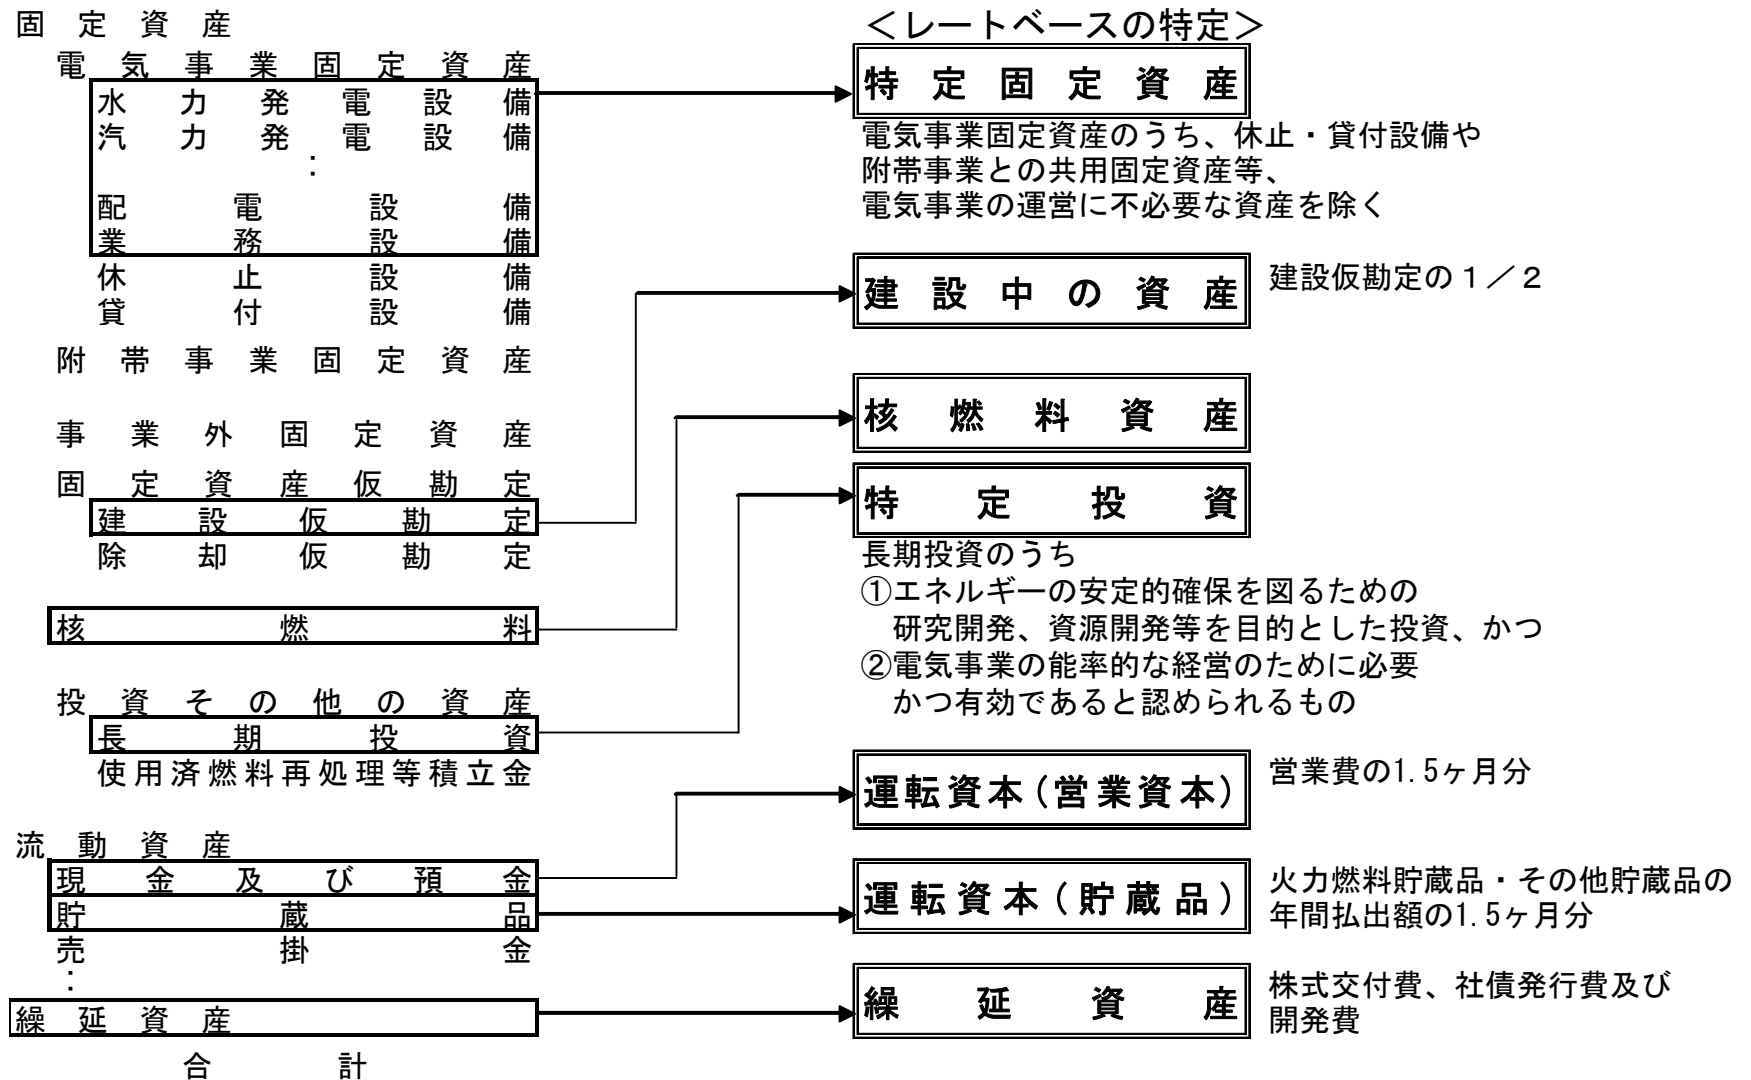 固定資産
電気事業固定資産
水力発電設備
汽力発電設備
：
配電設備
業務設備
休止設備
貸付設備
附帯事業固定資産
事業外固定資産
固定資産仮勘定
建設仮勘定
除却仮勘定
核燃料
投資その他の資産
長期投資
使用済燃料再処理等積立金
流動資産
現金及び預金
貯蔵品
売掛金
：
繰延資産
合計
＜レートベースの特定＞
特定固定資産
電気事業固定資産のうち、休止・貸付設備や
附帯事業との共用固定資産等、
電気事業の運営に不必要な資産を除く
建設中の資産
建設仮勘定の１／２
核燃料資産
特定投資
長期投資のうち
①エネルギーの安定的確保を図るための
研究開発、資源開発等を目的とした投資、かつ
②電気事業の能率的な経営のために必要
かつ有効であると認められるもの
運転資本(営業資本)
営業費の1.5ヶ月分
運転資本(貯蔵品)
火力燃料貯蔵品・その他貯蔵品の
年間払出額の1.5ヶ月分
繰延資産
株式交付費、社債発行費及び
開発費